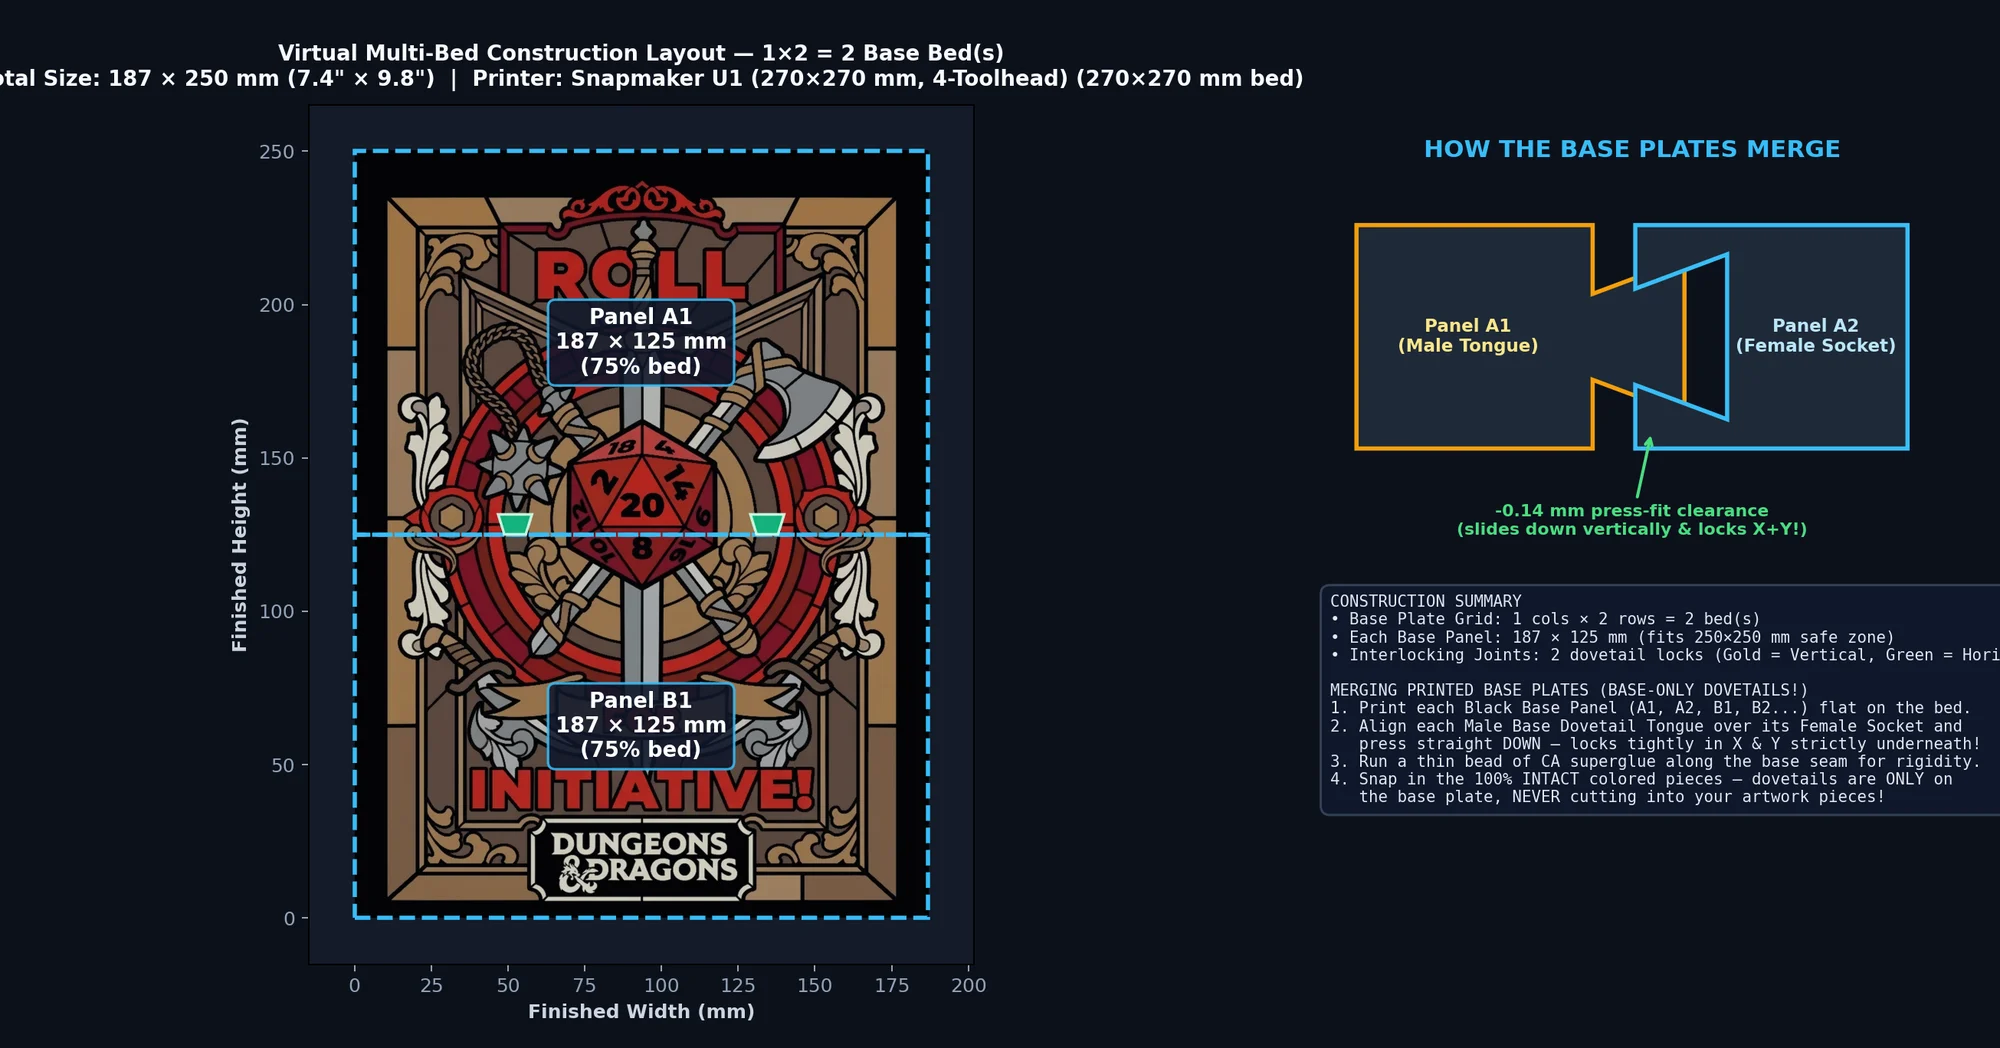 Virtual Multi-Bed Construction Layout — 1×2 = 2 Base Bed(s)
otal Size: 187 × 250 mm (7.4" × 9.8") | Printer: Snapmaker U1 (270×270 mm, 4-Toolhead) (270×270 mm bed)
Finished Height (mm)
250
200
150
100
50
0
ROLL
Panel A1
187 × 125 mm
(75% bed)
18
4
2
14
20
12
9
10
8
16
Panel B1
187 × 125 mm
(75% bed)
INITIATIVE!
DUNGEONS
& DRAGONS
0 25 50 75 100 125 150 175 200
Finished Width (mm)
HOW THE BASE PLATES MERGE
Panel A1
(Male Tongue)
Panel A2
(Female Socket)
-0.14 mm press-fit clearance
(slides down vertically & locks X+Y!)
CONSTRUCTION SUMMARY
• Base Plate Grid: 1 cols × 2 rows = 2 bed(s)
• Each Base Panel: 187 × 125 mm (fits 250×250 mm safe zone)
• Interlocking Joints: 2 dovetail locks (Gold = Vertical, Green = Hori
MERGING PRINTED BASE PLATES (BASE-ONLY DOVETAILS!)
1. Print each Black Base Panel (A1, A2, B1, B2...) flat on the bed.
2. Align each Male Base Dovetail Tongue over its Female Socket and
press straight DOWN — locks tightly in X & Y strictly underneath!
3. Run a thin bead of CA superglue along the base seam for rigidity.
4. Snap in the 100% INTACT colored pieces — dovetails are ONLY on
the base plate, NEVER cutting into your artwork pieces!